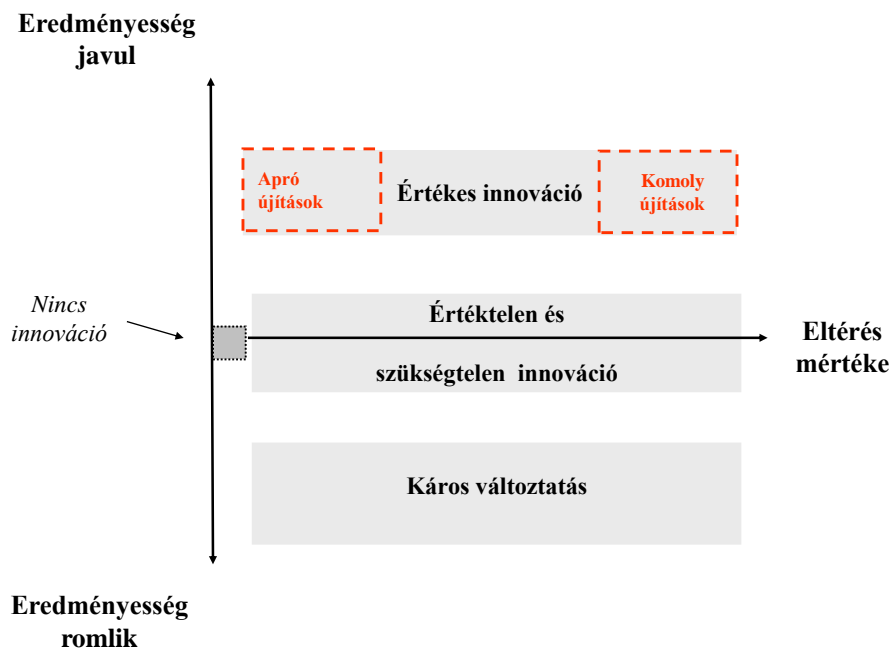 Eredményesség
javul
Apró
újítások
Értékes innováció
Komoly
újítások
Nincs
innováció
Értéktelen és
szükségtelen innováció
Eltérés
mértéke
Káros változtatás
Eredményesség
romlik